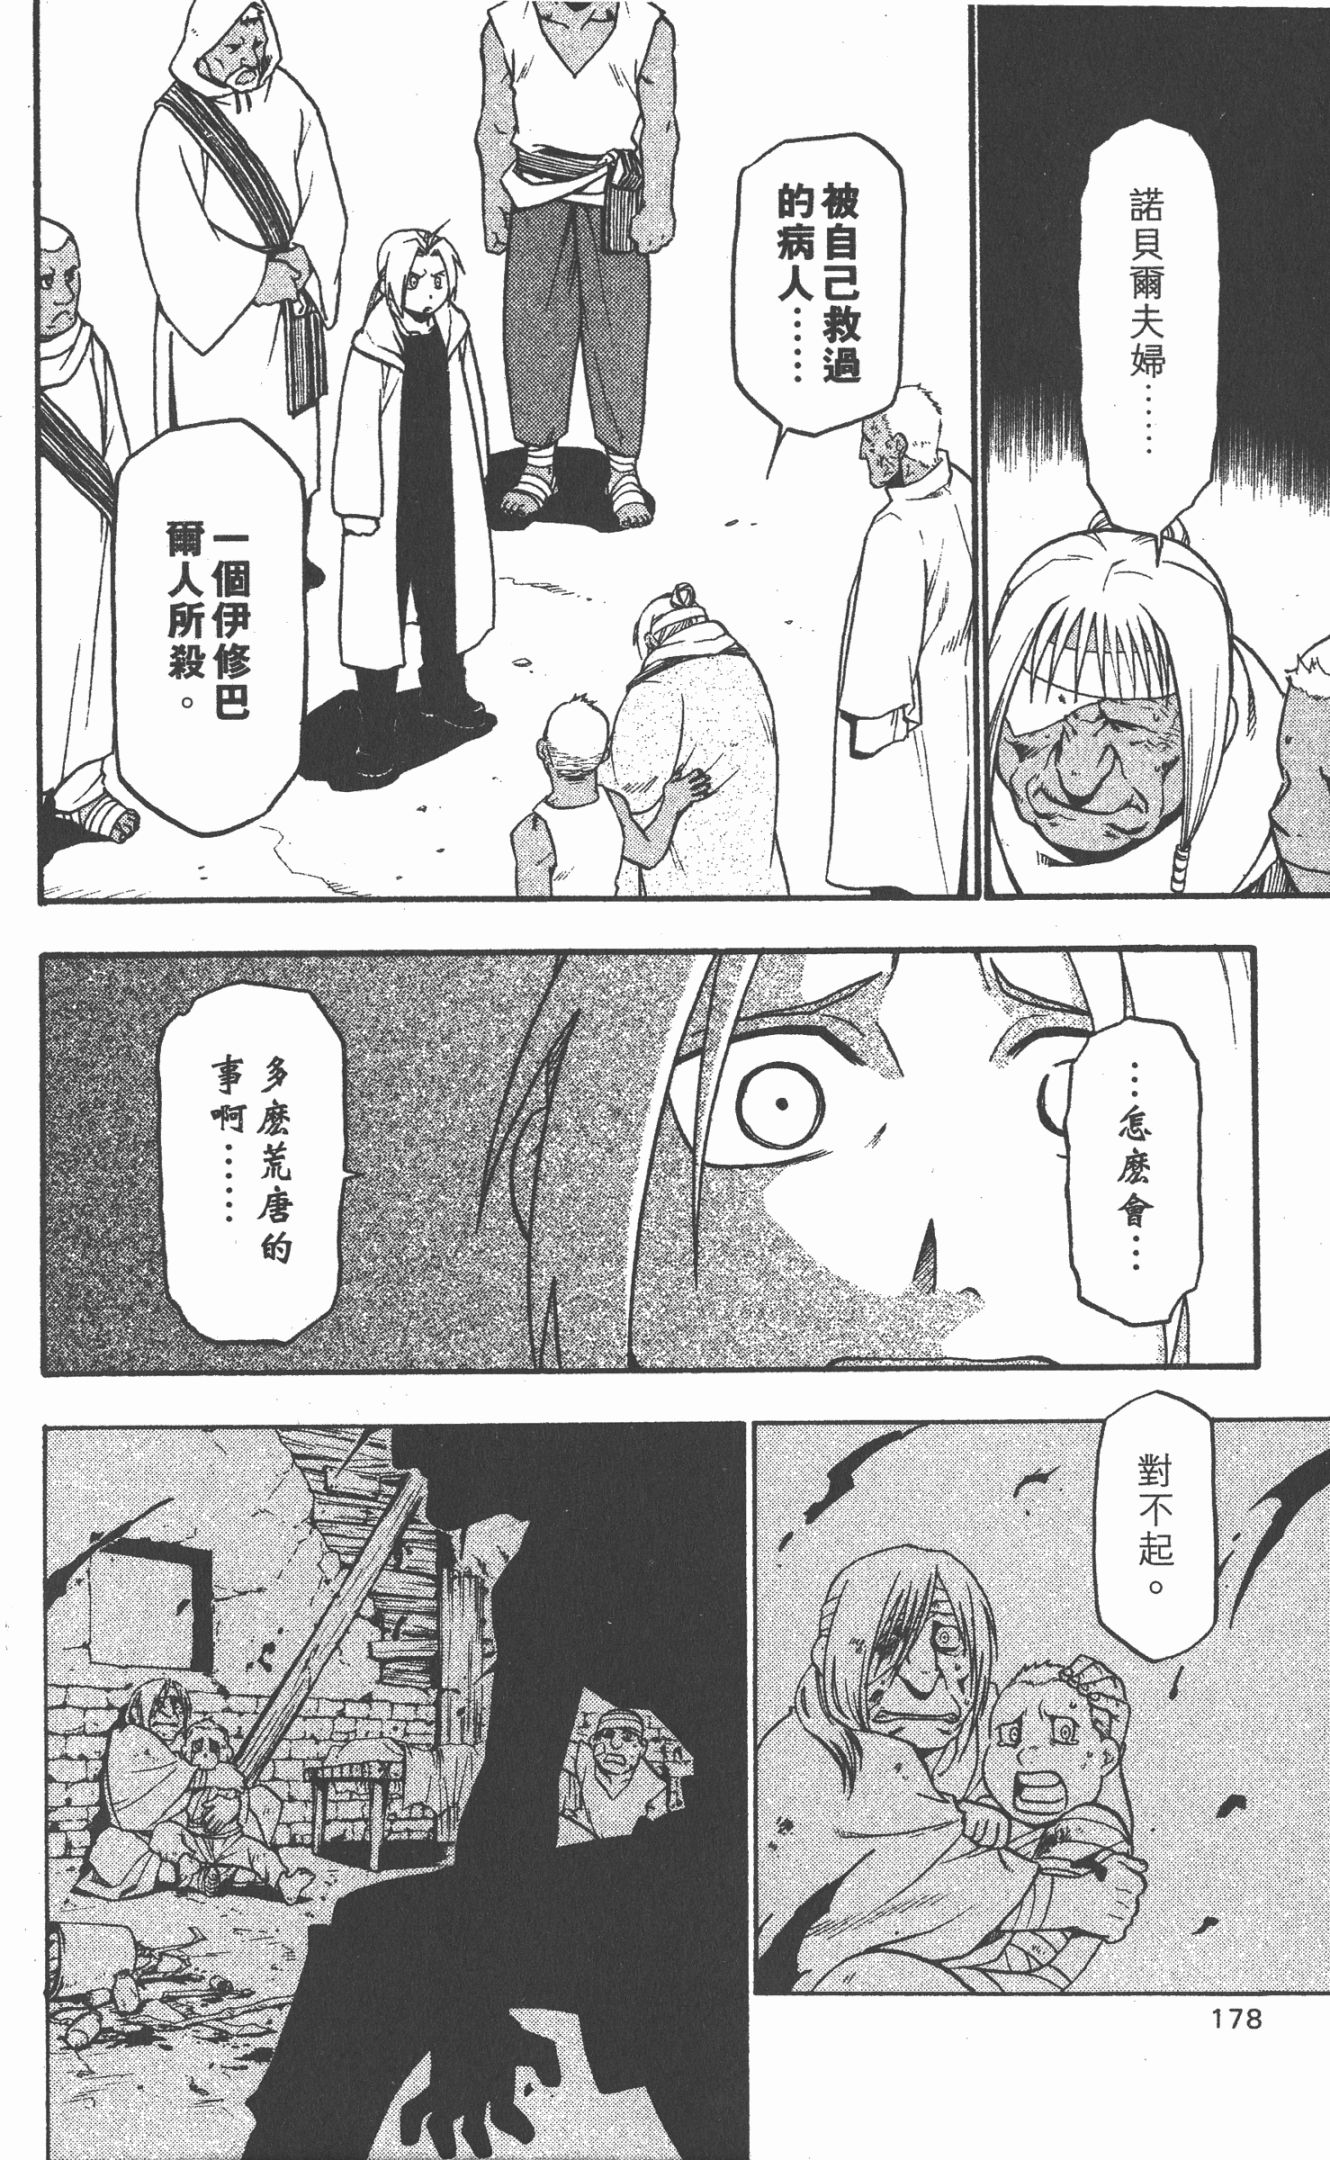 諾貝爾夫婦……
被自己救過
的病人……
一個伊修巴
爾人所殺。
…怎麼會…
多麼荒唐的
事啊……
對不起。
178